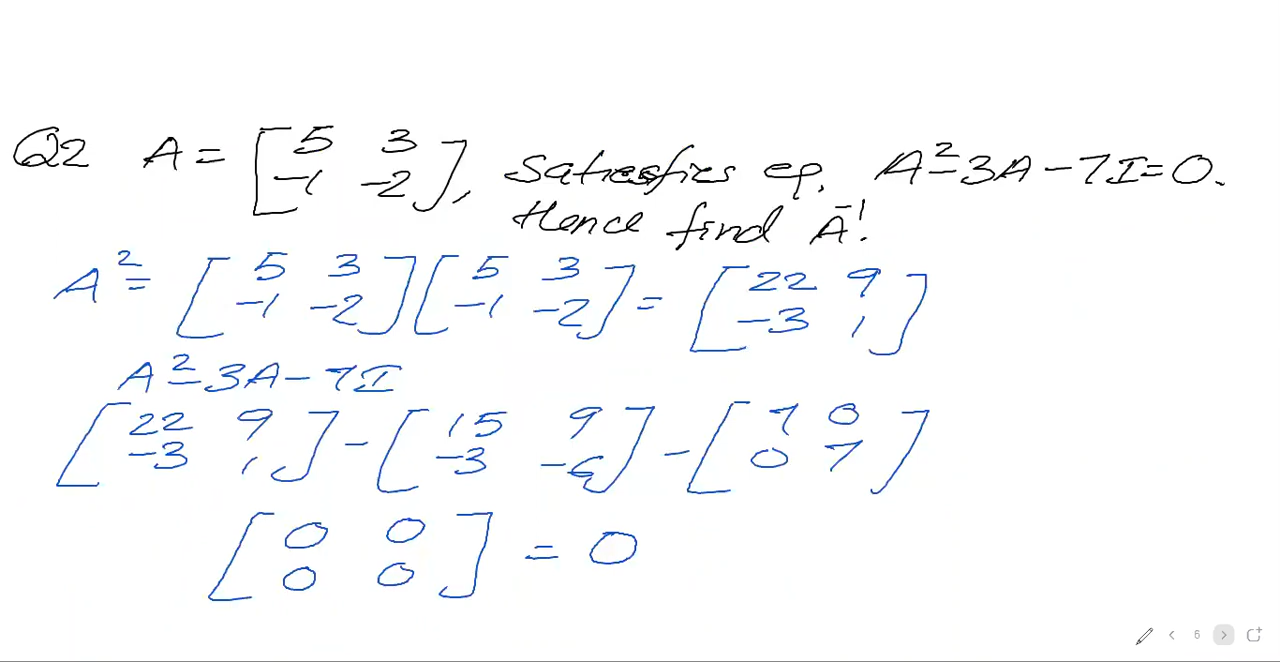 Q2 A = [5 3 -1 -2], Satisfies eq. A² - 3A - 7I = 0.
Hence find A⁻¹.
A² = [5 3 -1 -2] [5 3 -1 -2] = [22 9 -3 1]
A² - 3A - 7I
[22 9 -3 1] - [15 9 -3 -6] - [7 0 0 7]
[0 0 0 0] = 0
6